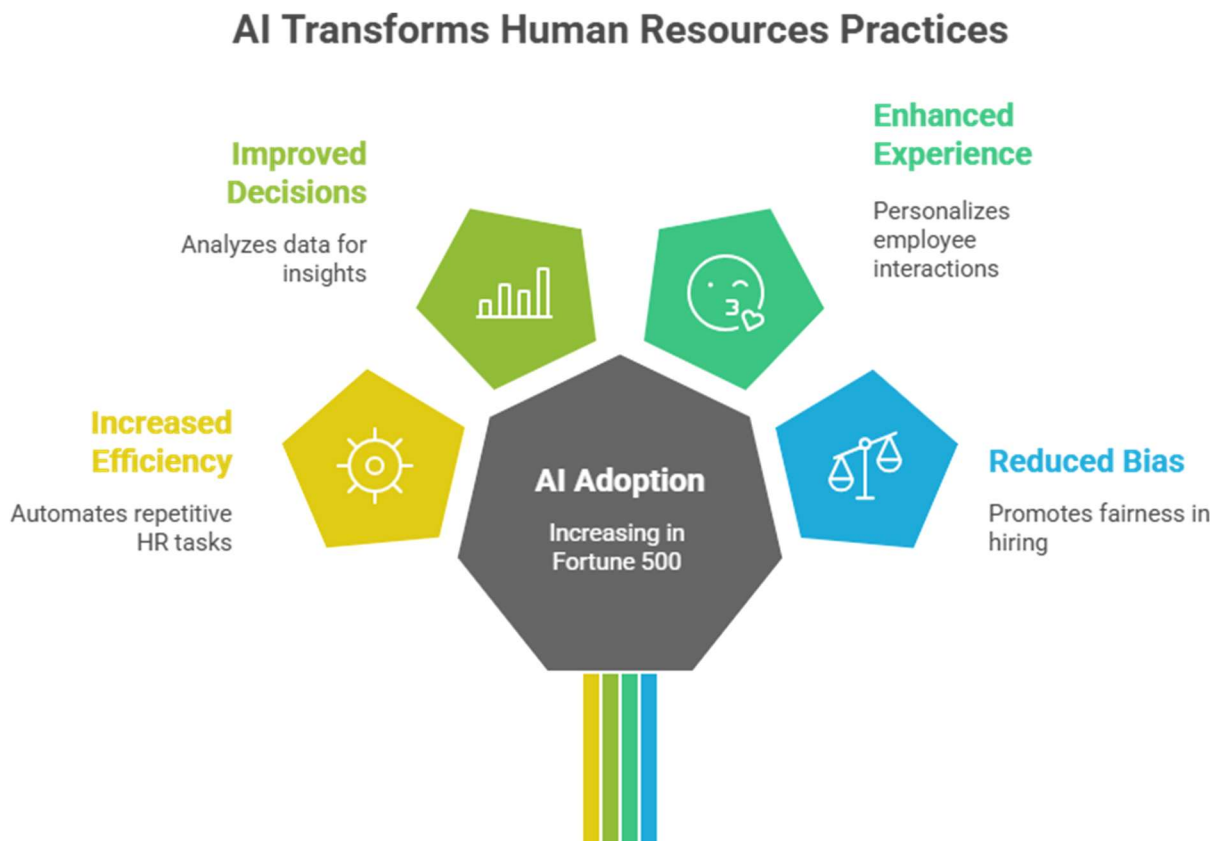 AI Transforms Human Resources Practices
Improved
Decisions
Analyzes data for
insights
Enhanced
Experience
Personalizes
employee
interactions
Increased
Efficiency
Automates repetitive
HR tasks
AI Adoption
Increasing in
Fortune 500
Reduced Bias
Promotes fairness in
hiring